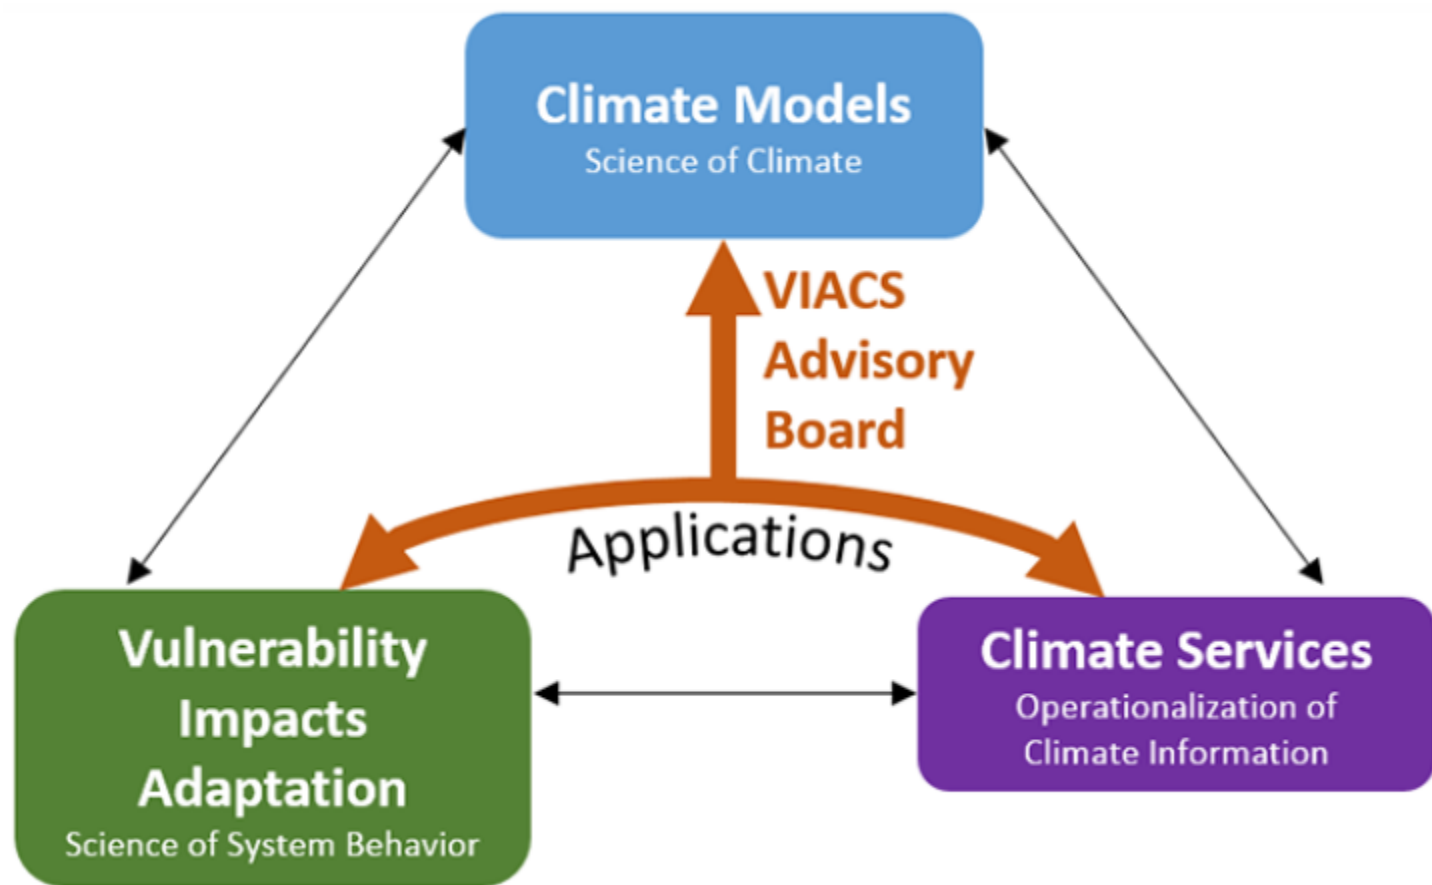 Climate Models
Science of Climate
VIACS
Advisory
Board
Applications
Vulnerability
Impacts
Adaptation
Science of System Behavior
Climate Services
Operationalization of
Climate Information